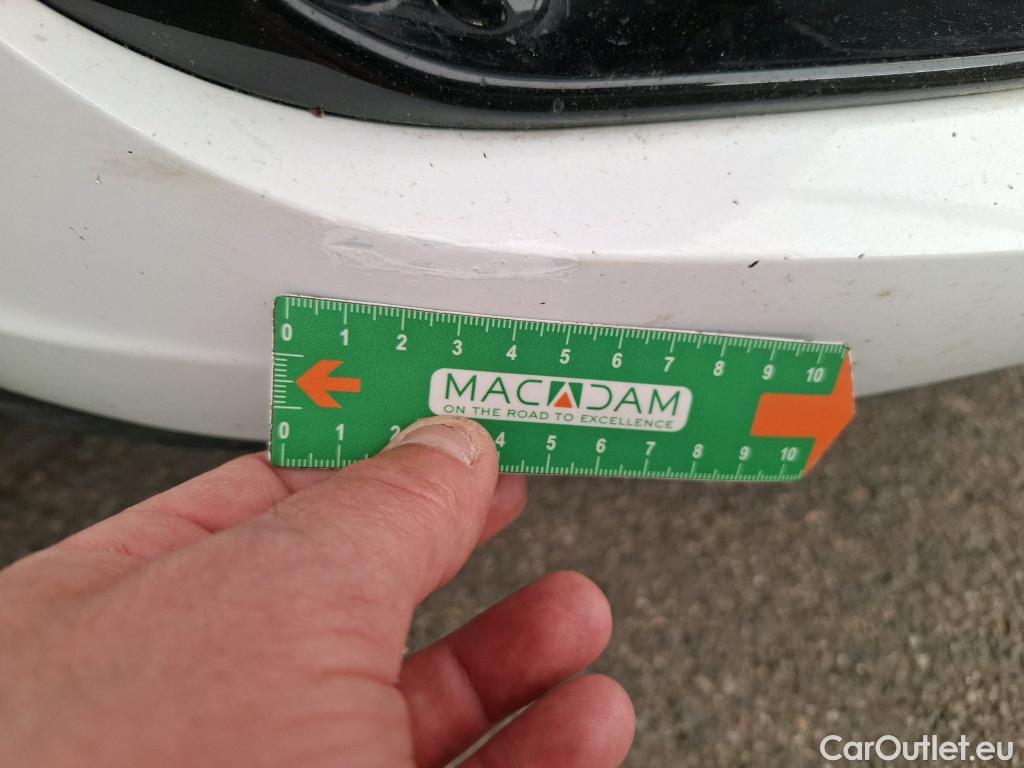 0 1 2 3 4 5 6 7 8 9 10
MACADAM
ON THE ROAD TO EXCELLENCE
0 1 2 4 5 6 7 8 9 10
CarOutlet.eu